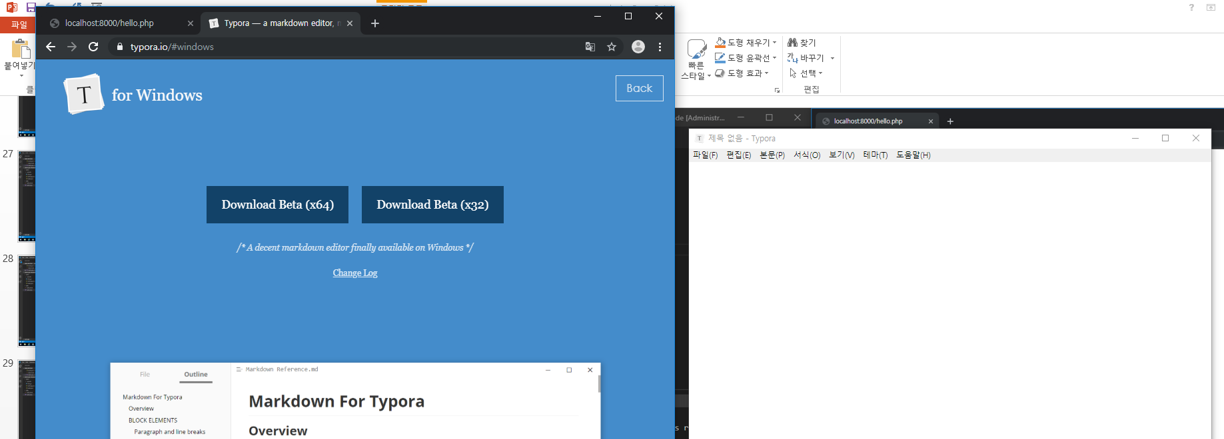 파일
붙여넣기
27
28
29
localhost:8000/hello.php
Typora — a markdown editor,
typora.io/#windows
T for Windows
Back
Download Beta (x64)
Download Beta (x32)
/* A decent markdown editor finally available on Windows */
Change Log
File
Outline
Markdown Reference.md
Markdown For Typora
Overview
BLOCK ELEMENTS
Paragraph and line breaks
Markdown For Typora
Overview
빠른
스타일
도형 채우기
도형 윤곽선
도형 효과
찾기
바꾸기
선택
편집
de [Administr...
localhost:8000/hello.php
T 제목 없음 - Typora
파일(F) 편집(E) 본문(P) 서식(O) 보기(V) 테마(T) 도움말(H)